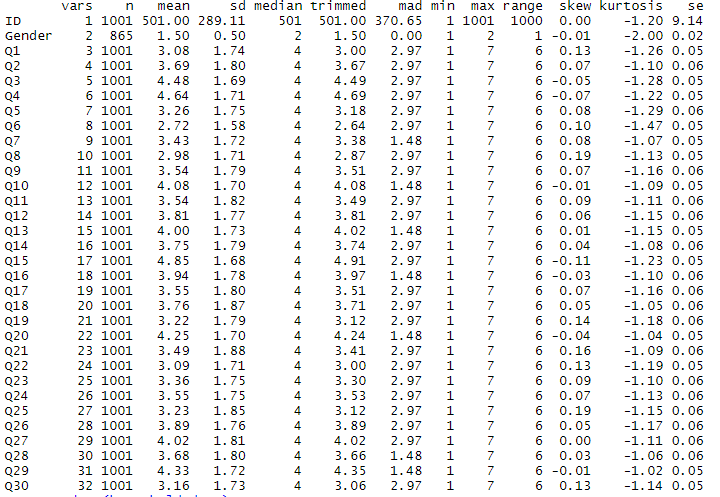 vars n mean sd median trimmed mad min max range skew kurtosis se
ID 1 1001 501.00 289.11 501 501.00 370.65 1 1001 1000 0.00 -1.20 9.14
Gender 2 865 1.50 0.50 2 1.50 0.00 1 2 1 -0.01 -2.00 0.02
Q1 3 1001 3.08 1.74 4 3.00 2.97 1 7 6 0.13 -1.26 0.05
Q2 4 1001 3.69 1.80 4 3.67 2.97 1 7 6 0.07 -1.10 0.06
Q3 5 1001 4.48 1.69 4 4.49 2.97 1 7 6 -0.05 -1.28 0.05
Q4 6 1001 4.64 1.71 4 4.69 2.97 1 7 6 -0.07 -1.22 0.05
Q5 7 1001 3.26 1.75 4 3.18 2.97 1 7 6 0.08 -1.29 0.06
Q6 8 1001 2.72 1.58 4 2.64 2.97 1 7 6 0.10 -1.47 0.05
Q7 9 1001 3.43 1.72 4 3.38 1.48 1 7 6 0.08 -1.07 0.05
Q8 10 1001 2.98 1.71 4 2.87 2.97 1 7 6 0.19 -1.13 0.05
Q9 11 1001 3.54 1.79 4 3.51 2.97 1 7 6 0.07 -1.16 0.06
Q10 12 1001 4.08 1.70 4 4.08 1.48 1 7 6 -0.01 -1.09 0.05
Q11 13 1001 3.54 1.82 4 3.49 2.97 1 7 6 0.09 -1.11 0.06
Q12 14 1001 3.81 1.77 4 3.81 2.97 1 7 6 0.06 -1.15 0.06
Q13 15 1001 4.00 1.73 4 4.02 1.48 1 7 6 0.01 -1.15 0.05
Q14 16 1001 3.75 1.79 4 3.74 2.97 1 7 6 0.04 -1.08 0.06
Q15 17 1001 4.85 1.68 4 4.91 2.97 1 7 6 -0.11 -1.23 0.05
Q16 18 1001 3.94 1.78 4 3.97 1.48 1 7 6 -0.03 -1.10 0.06
Q17 19 1001 3.55 1.80 4 3.51 2.97 1 7 6 0.07 -1.16 0.06
Q18 20 1001 3.76 1.87 4 3.71 2.97 1 7 6 0.05 -1.05 0.06
Q19 21 1001 3.22 1.79 4 3.12 2.97 1 7 6 0.14 -1.18 0.06
Q20 22 1001 4.25 1.70 4 4.24 1.48 1 7 6 -0.04 -1.04 0.05
Q21 23 1001 3.49 1.88 4 3.41 2.97 1 7 6 0.16 -1.09 0.06
Q22 24 1001 3.09 1.71 4 3.00 2.97 1 7 6 0.13 -1.19 0.05
Q23 25 1001 3.36 1.75 4 3.30 2.97 1 7 6 0.09 -1.10 0.06
Q24 26 1001 3.55 1.75 4 3.53 2.97 1 7 6 0.07 -1.13 0.06
Q25 27 1001 3.23 1.85 4 3.12 2.97 1 7 6 0.19 -1.15 0.06
Q26 28 1001 3.89 1.76 4 3.89 2.97 1 7 6 0.05 -1.17 0.06
Q27 29 1001 4.02 1.81 4 4.02 2.97 1 7 6 0.00 -1.11 0.06
Q28 30 1001 3.68 1.80 4 3.66 1.48 1 7 6 0.03 -1.06 0.06
Q29 31 1001 4.33 1.72 4 4.35 1.48 1 7 6 -0.01 -1.02 0.05
Q30 32 1001 3.16 1.73 4 3.06 2.97 1 7 6 0.13 -1.14 0.05